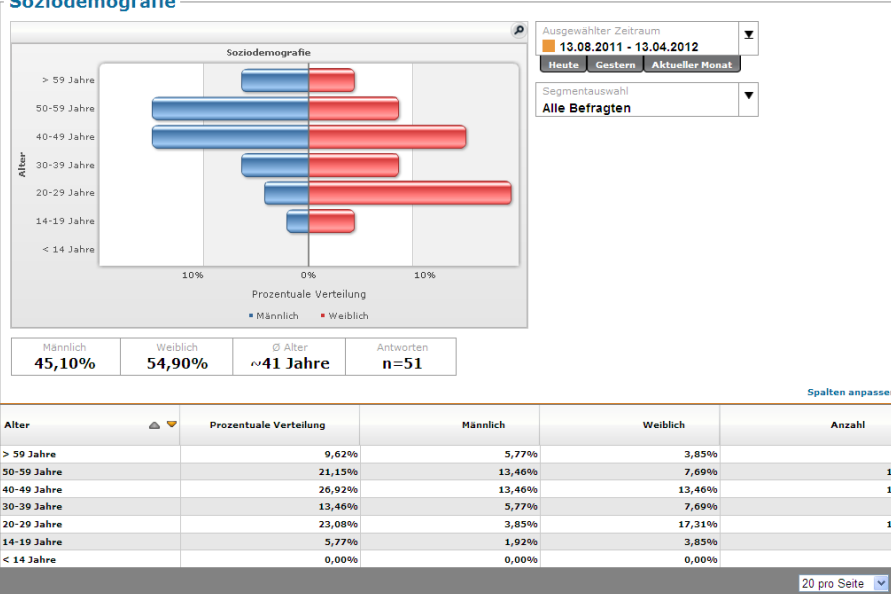 Soziodemografie
Ausgewählter Zeitraum
13.08.2011 - 13.04.2012
Heute Gestern Aktueller Monat
Segmentauswahl
Alle Befragten
Soziodemografie
Alter
> 59 Jahre
50-59 Jahre
40-49 Jahre
30-39 Jahre
20-29 Jahre
14-19 Jahre
< 14 Jahre
10% 0% 10%
Prozentuale Verteilung
Männlich Weiblich
Männlich Weiblich Ø Alter Antworten
45,10% 54,90% ~41 Jahre n=51
Spalten anpassen
Alter Prozentuale Verteilung Männlich Weiblich Anzahl
> 59 Jahre 9,62% 5,77% 3,85%
50-59 Jahre 21,15% 13,46% 7,69% 1
40-49 Jahre 26,92% 13,46% 13,46% 1
30-39 Jahre 13,46% 5,77% 7,69%
20-29 Jahre 23,08% 3,85% 17,31% 1
14-19 Jahre 5,77% 1,92% 3,85%
< 14 Jahre 0,00% 0,00% 0,00%
20 pro Seite